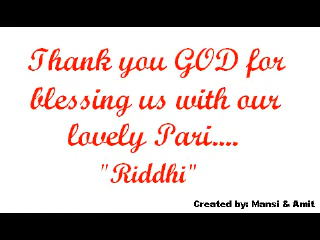 Thank you GOD for
blessing us with our
lovely Pari....
"Riddhi"
Created by: Mansi & Amit